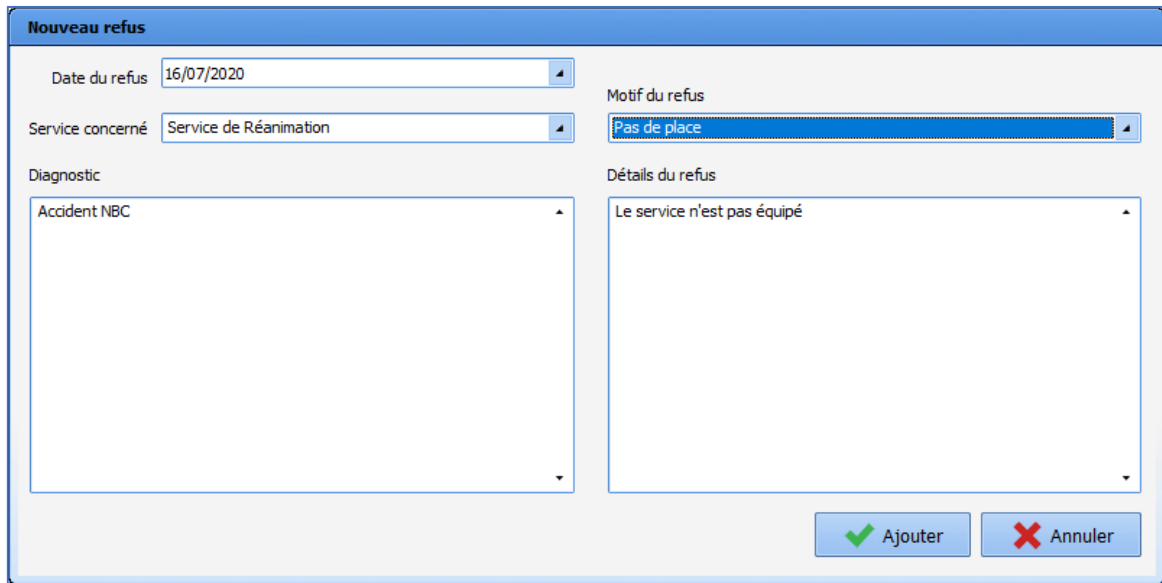 Nouveau refus
Date du refus 16/07/2020
Service concerné Service de Réanimation
Motif du refus
Pas de place
Diagnostic
Accident NBC
Détails du refus
Le service n'est pas équipé
Ajouter
Annuler